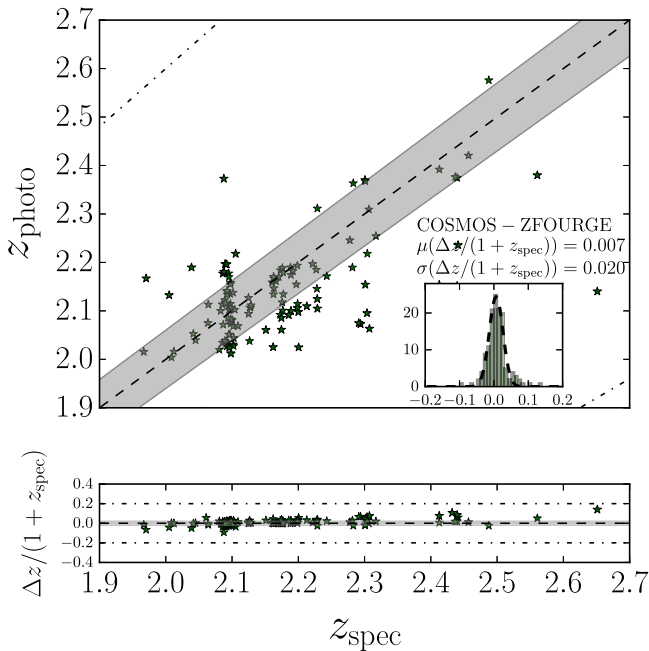 2.7
2.6
2.5
2.4
2.3
2.2
2.1
2.0
1.9
z_photo
COSMOS − ZFOURGE
μ(Δz/(1 + z_spec)) = 0.007
σ(Δz/(1 + z_spec)) = 0.020
20
10
0
−0.2 −0.1 0.0 0.1 0.2
Δz/(1 + z_spec)
0.4
0.2
0.0
−0.2
−0.4
1.9 2.0 2.1 2.2 2.3 2.4 2.5 2.6 2.7
z_spec